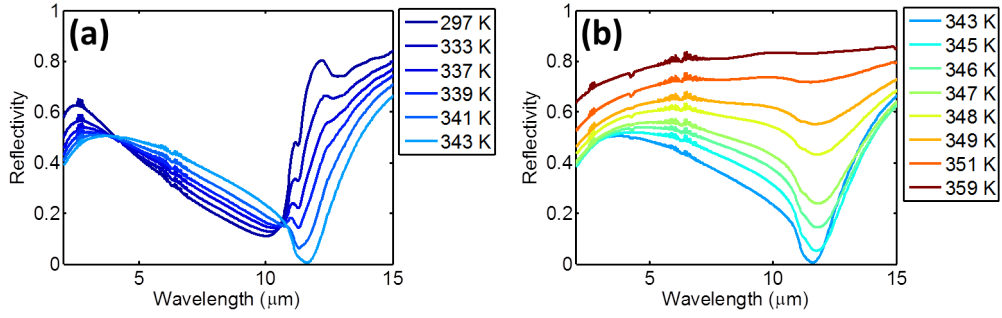 (a)
Reflectivity
1
0.8
0.6
0.4
0.2
0
5
10
15
Wavelength (μm)
297 K
333 K
337 K
339 K
341 K
343 K
(b)
Reflectivity
1
0.8
0.6
0.4
0.2
0
5
10
15
Wavelength (μm)
343 K
345 K
346 K
347 K
348 K
349 K
351 K
359 K